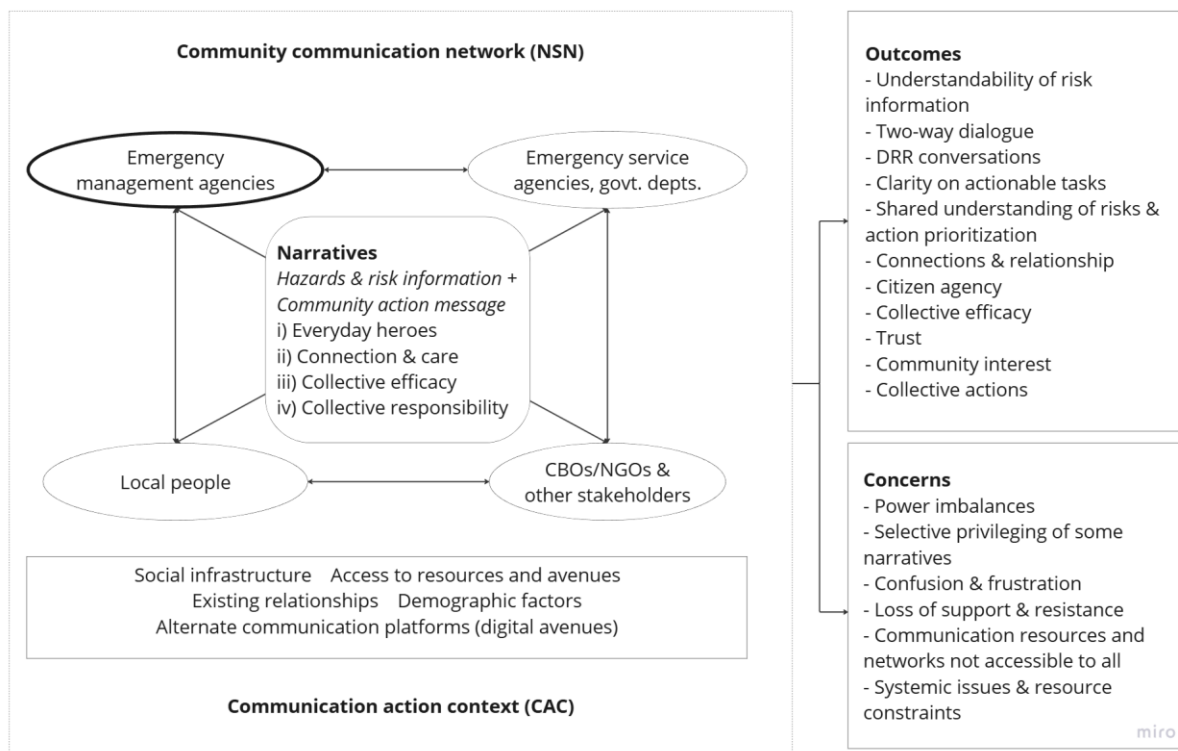 Community communication network (NSN)
Emergency
management agencies
Emergency service
agencies, govt. depts.
Narratives
Hazards & risk information +
Community action message
i) Everyday heroes
ii) Connection & care
iii) Collective efficacy
iv) Collective responsibility
Local people
CBOs/NGOs &
other stakeholders
Social infrastructure Access to resources and avenues
Existing relationships Demographic factors
Alternate communication platforms (digital avenues)
Communication action context (CAC)
Outcomes
- Understandability of risk
information
- Two-way dialogue
- DRR conversations
- Clarity on actionable tasks
- Shared understanding of risks &
action prioritization
- Connections & relationship
- Citizen agency
- Collective efficacy
- Trust
- Community interest
- Collective actions
Concerns
- Power imbalances
- Selective privileging of some
narratives
- Confusion & frustration
- Loss of support & resistance
- Communication resources and
networks not accessible to all
- Systemic issues & resource
constraints
miro